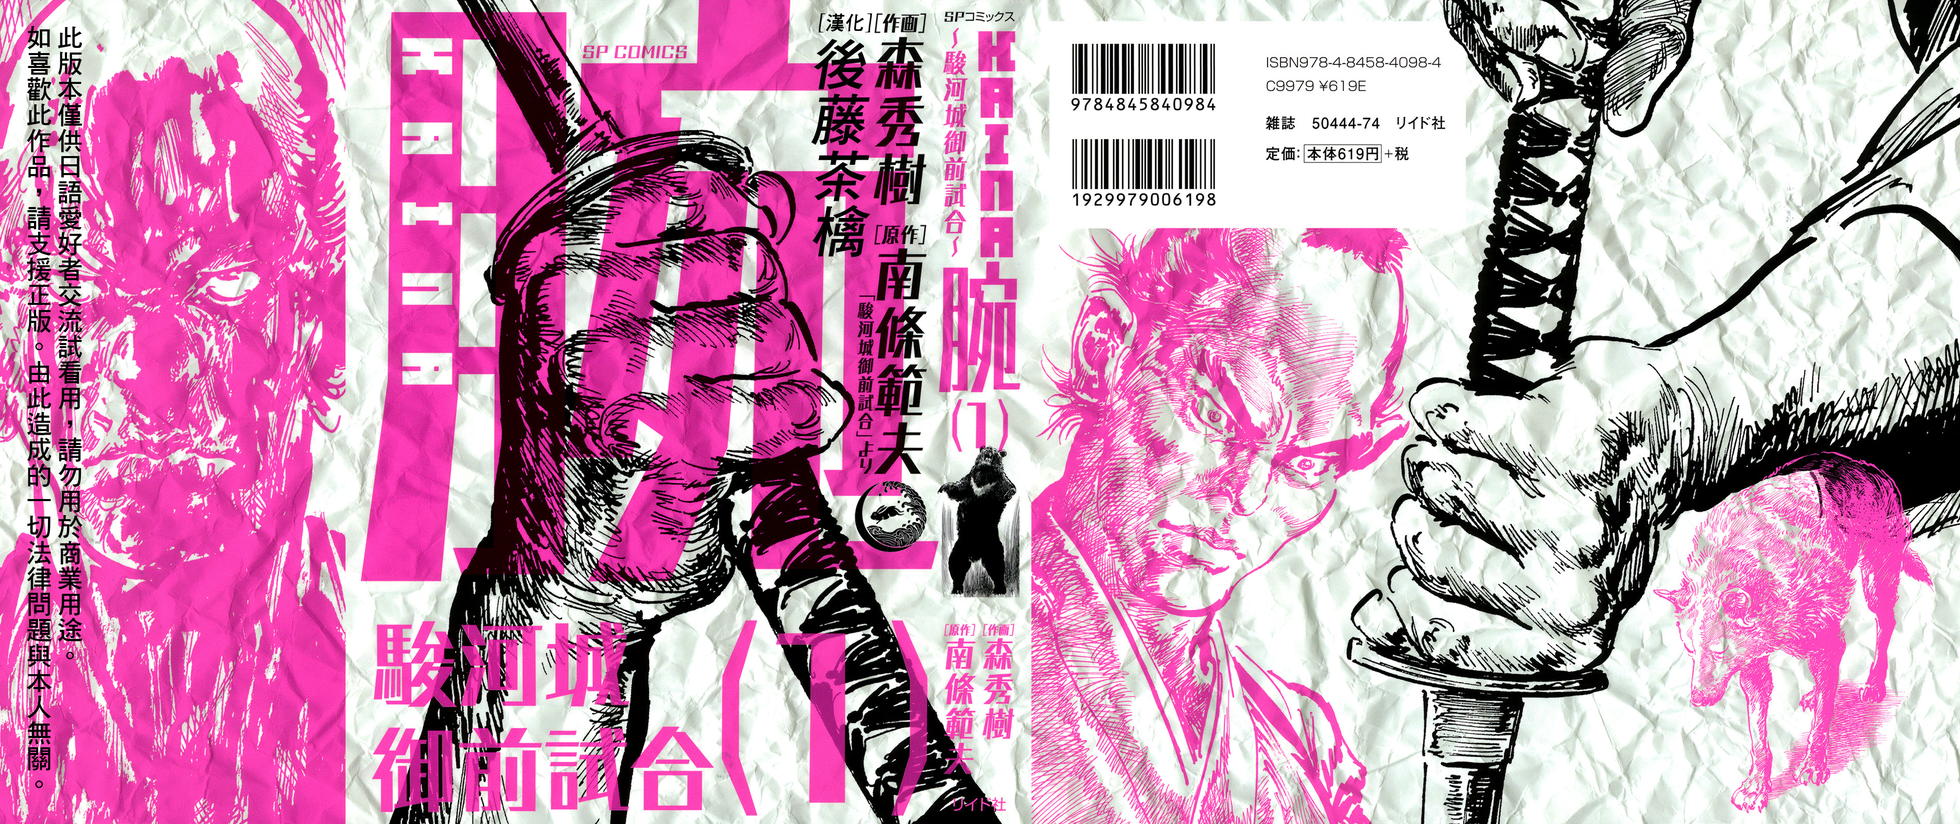 此版本僅供日語愛好者交流試看用，請勿用於商業用途。
如喜歡此作品，請支援正版。由此造成的一切法律問題與本人無關。
KAINA
腕
SP COMICS
[作画]森秀樹
[原作]南條範夫
「駿河城御前試合」より
[漢化]後藤茶檎
駿河城
御前試合(1)
SPコミックス
KAINA
～駿河城御前試合～
腕(1)
[作画]森秀樹
[原作]南條範夫
リイド社
9784845840984
1929979006198
ISBN978-4-8458-4098-4
C9979 ¥619E
雑誌 50444-74 リイド社
定価:本体619円+税